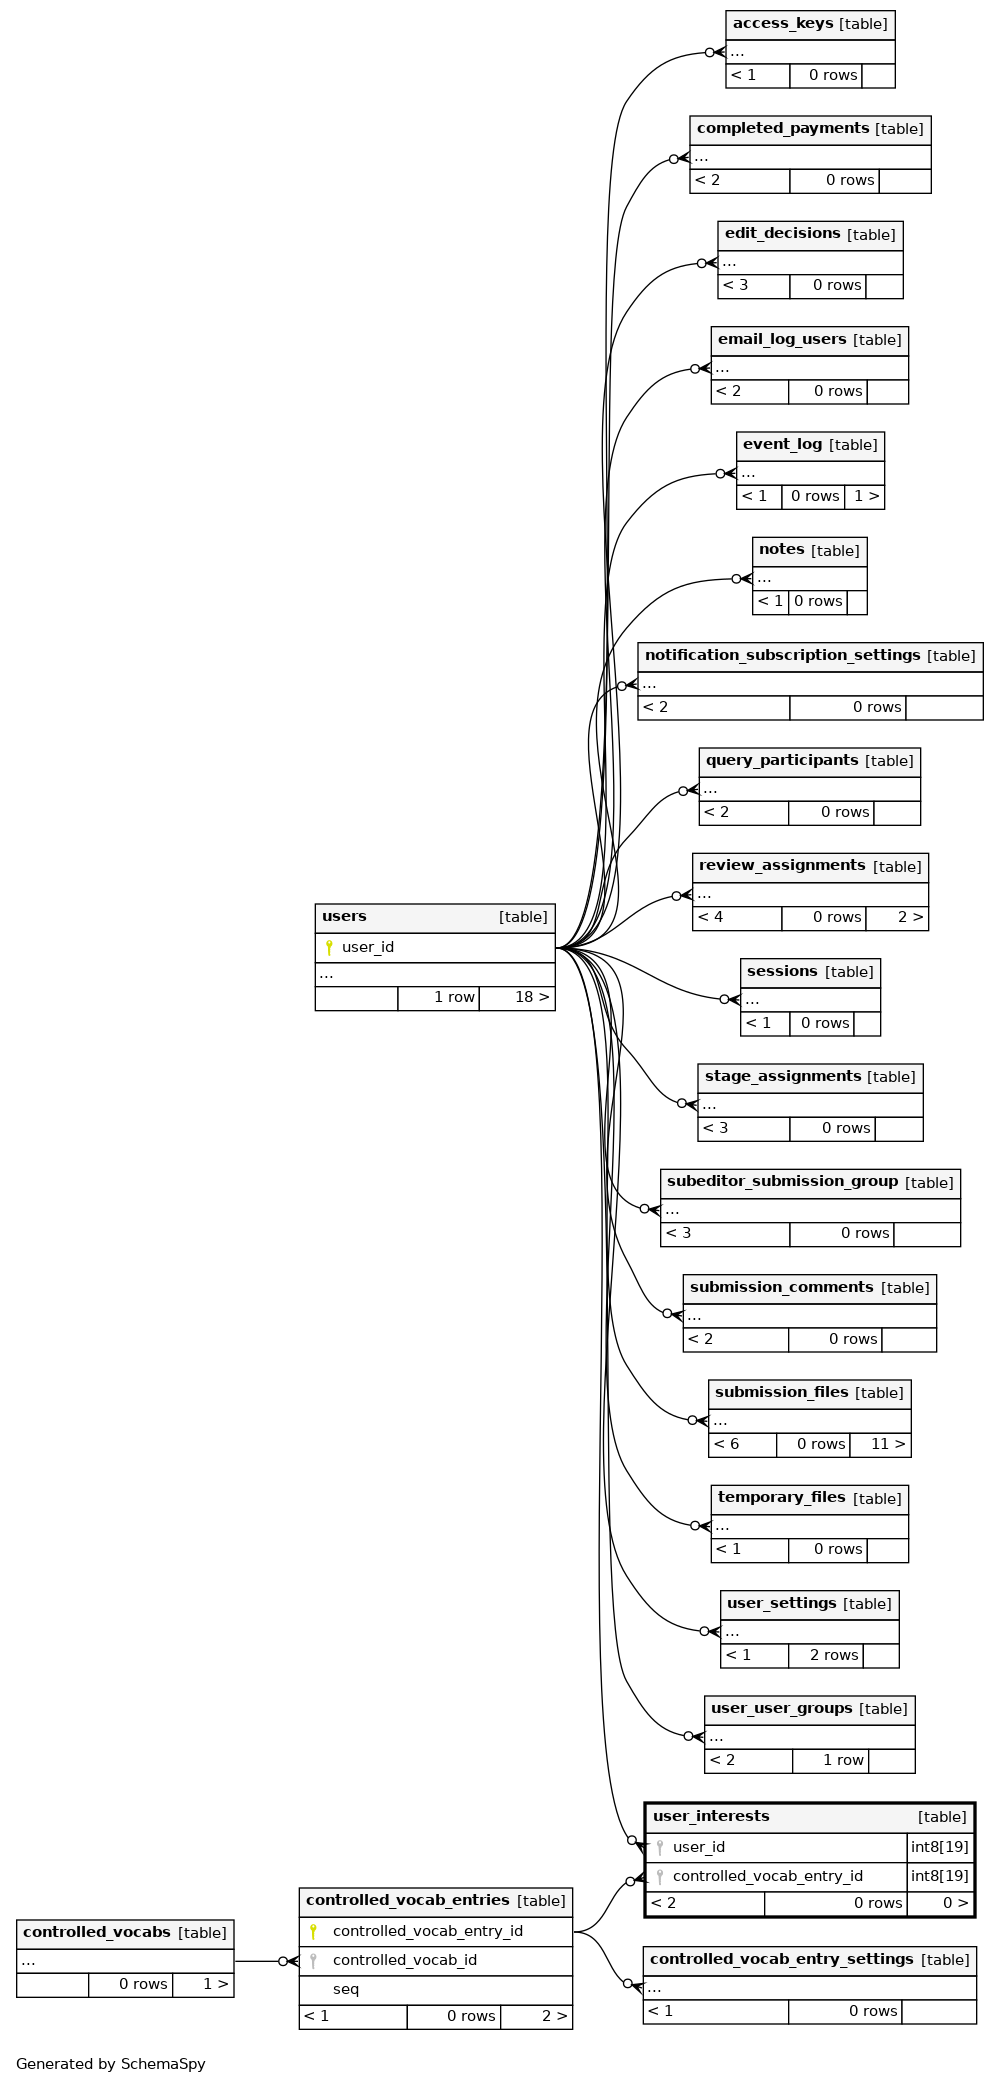 access_keys [table]
...
< 1 0 rows
completed_payments [table]
...
< 2 0 rows
edit_decisions [table]
...
< 3 0 rows
email_log_users [table]
...
< 2 0 rows
event_log [table]
...
< 1 0 rows 1 >
notes [table]
...
< 1 0 rows
notification_subscription_settings [table]
...
< 2 0 rows
query_participants [table]
...
< 2 0 rows
review_assignments [table]
...
< 4 0 rows 2 >
users [table]
user_id
...
1 row 18 >
sessions [table]
...
< 1 0 rows
stage_assignments [table]
...
< 3 0 rows
subeditor_submission_group [table]
...
< 3 0 rows
submission_comments [table]
...
< 2 0 rows
submission_files [table]
...
< 6 0 rows 11 >
temporary_files [table]
...
< 1 0 rows
user_settings [table]
...
< 1 2 rows
user_user_groups [table]
...
< 2 1 row
user_interests [table]
user_id int8[19]
controlled_vocab_entry_id int8[19]
< 2 0 rows 0 >
controlled_vocab_entries [table]
controlled_vocab_entry_id
controlled_vocab_id
seq
< 1 0 rows 2 >
controlled_vocabs [table]
...
0 rows 1 >
controlled_vocab_entry_settings [table]
...
< 1 0 rows
Generated by SchemaSpy